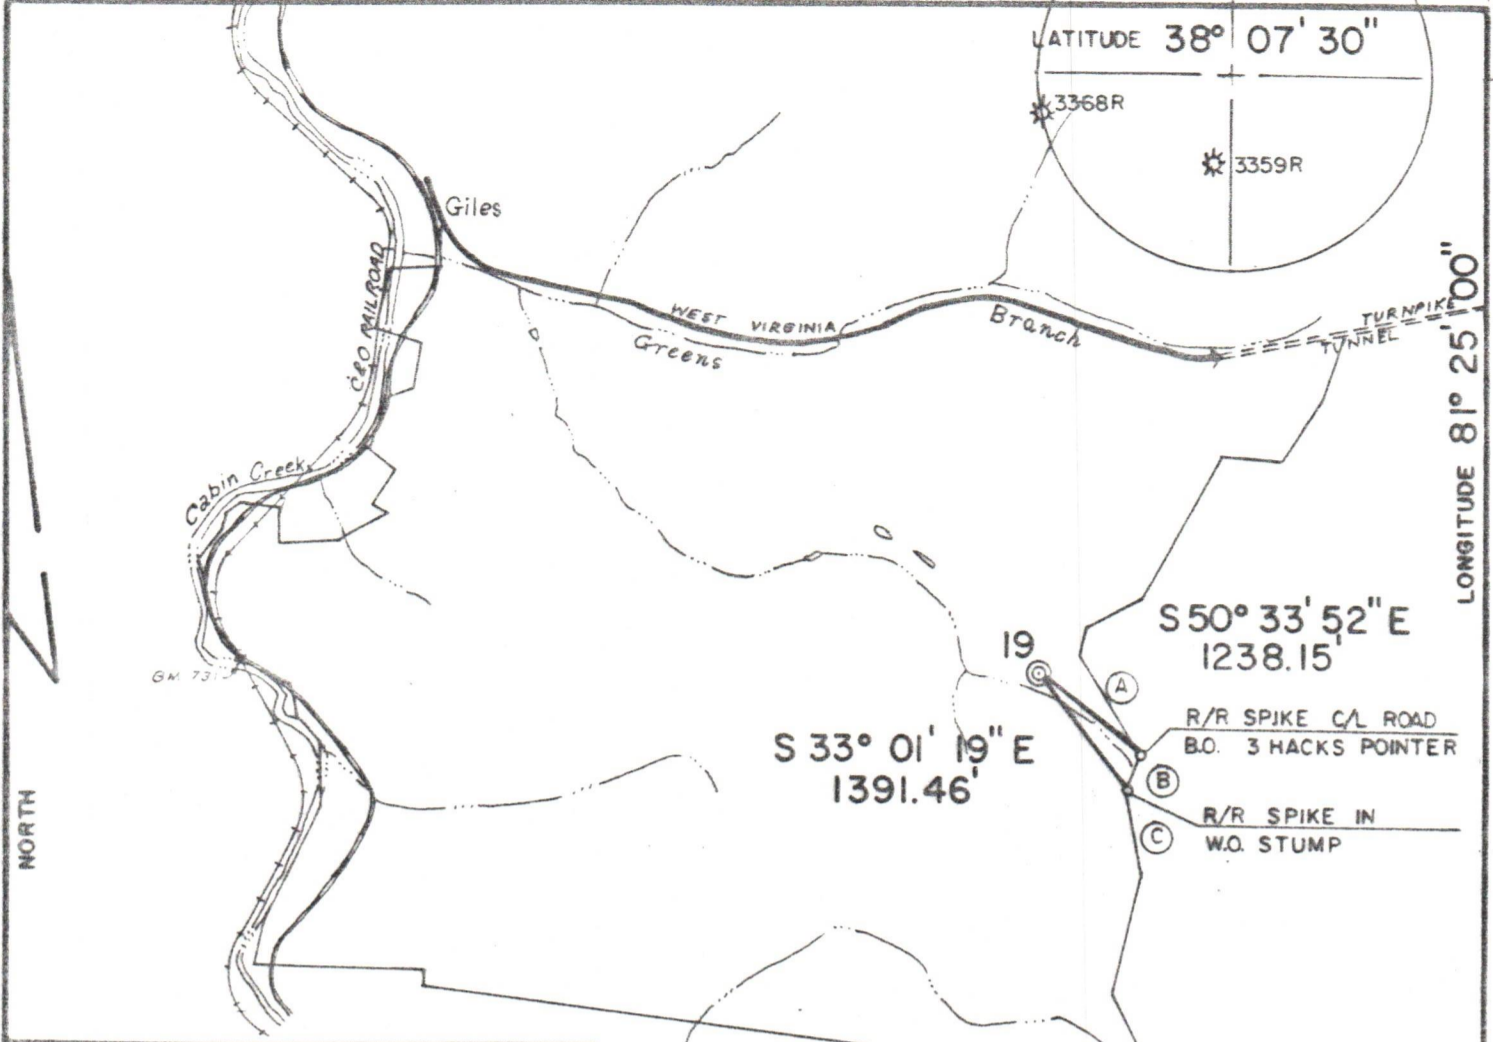 LATITUDE 38° 07' 30"
3368R
3359R
Giles
C&O RAILROAD
WEST VIRGINIA
TURNPIKE
TUNNEL
Greens
Branch
LONGITUDE 81° 25' 00"
Cabin Creek
S 50° 33' 52" E
1238.15'
19
A
R/R SPIKE C/L ROAD
B.O. 3 HACKS POINTER
S 33° 01' 19" E
1391.46'
B
R/R SPIKE IN
W.O. STUMP
C
NORTH